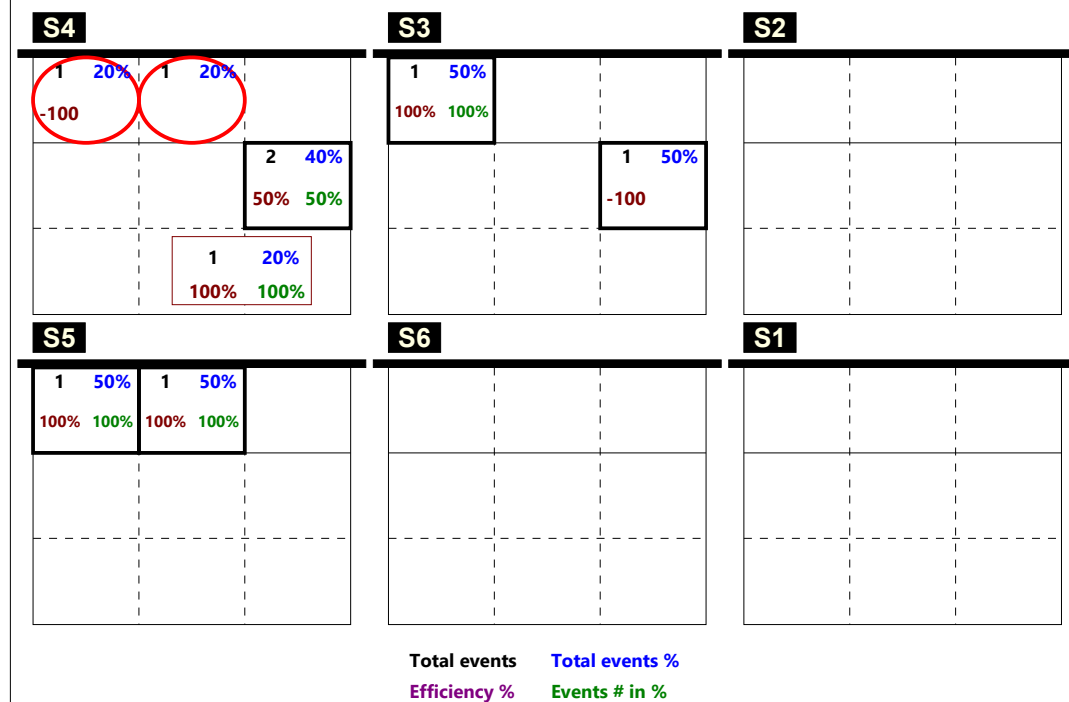 S4 S3 S2
1 20% 1 20% 1 50%
-100 100% 100%
2 40% 1 50%
50% 50% -100
1 20%
100% 100%
S5 S6 S1
1 50% 1 50%
100% 100% 100% 100%
Total events Total events %
Efficiency % Events # in %